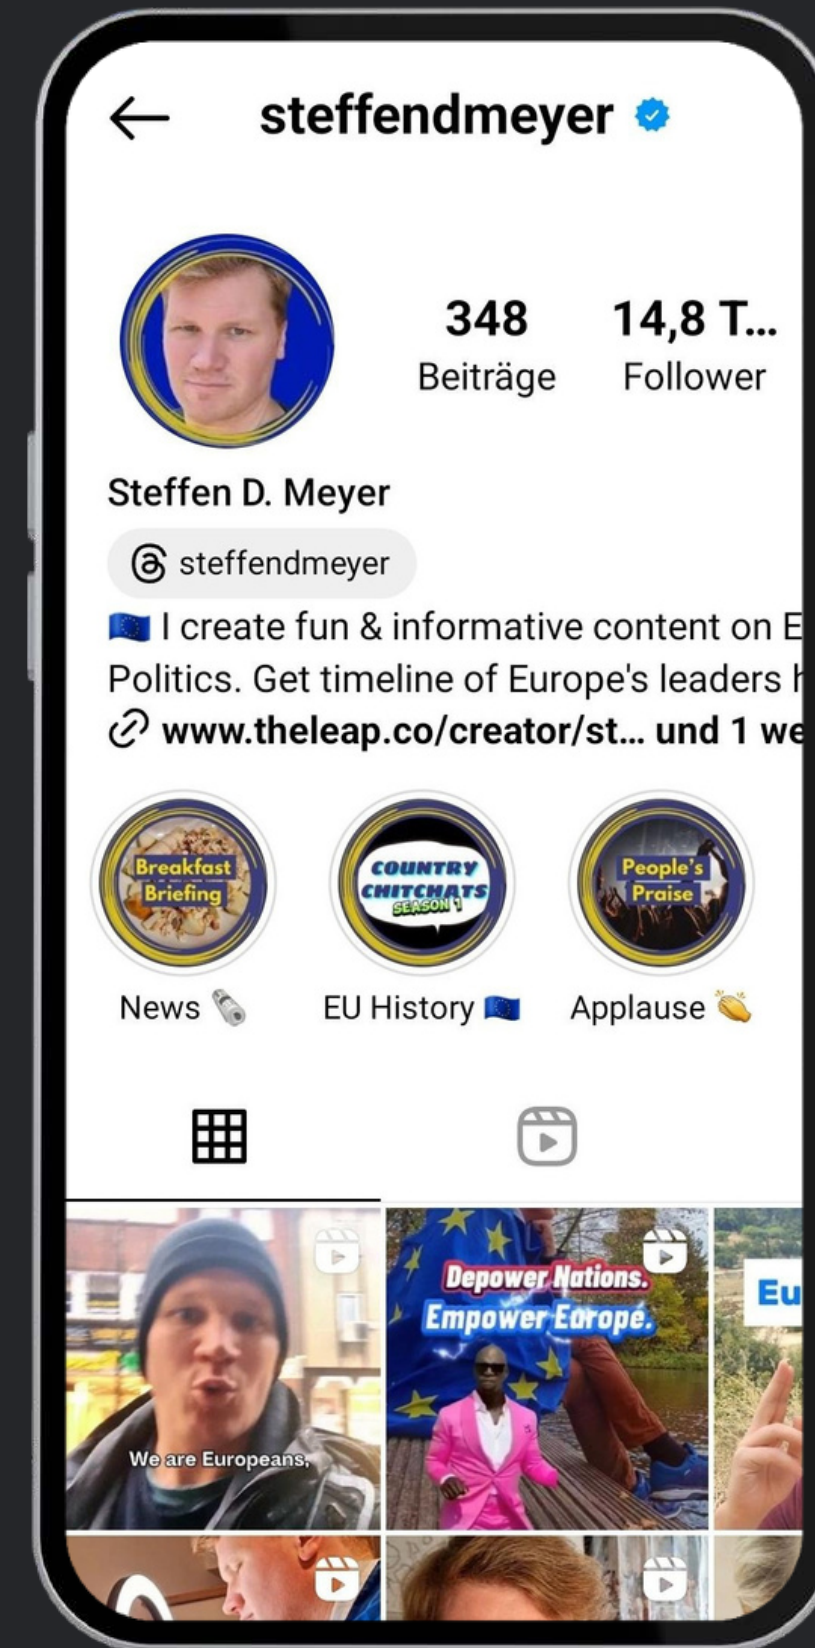 steffendmeyer
348
14,8 T...
Beiträge
Follower
Steffen D. Meyer
steffendmeyer
🇪🇺 I create fun & informative content on E
Politics. Get timeline of Europe's leaders h
www.theleap.co/creator/st... und 1 we
Breakfast
Briefing
COUNTRY
CHITCHATS
SEASON 1
People's
Praise
News 🗞️
EU History 🇪🇺
Applause 👏
We are Europeans,
Depower Nations.
Empower Europe.
Eu